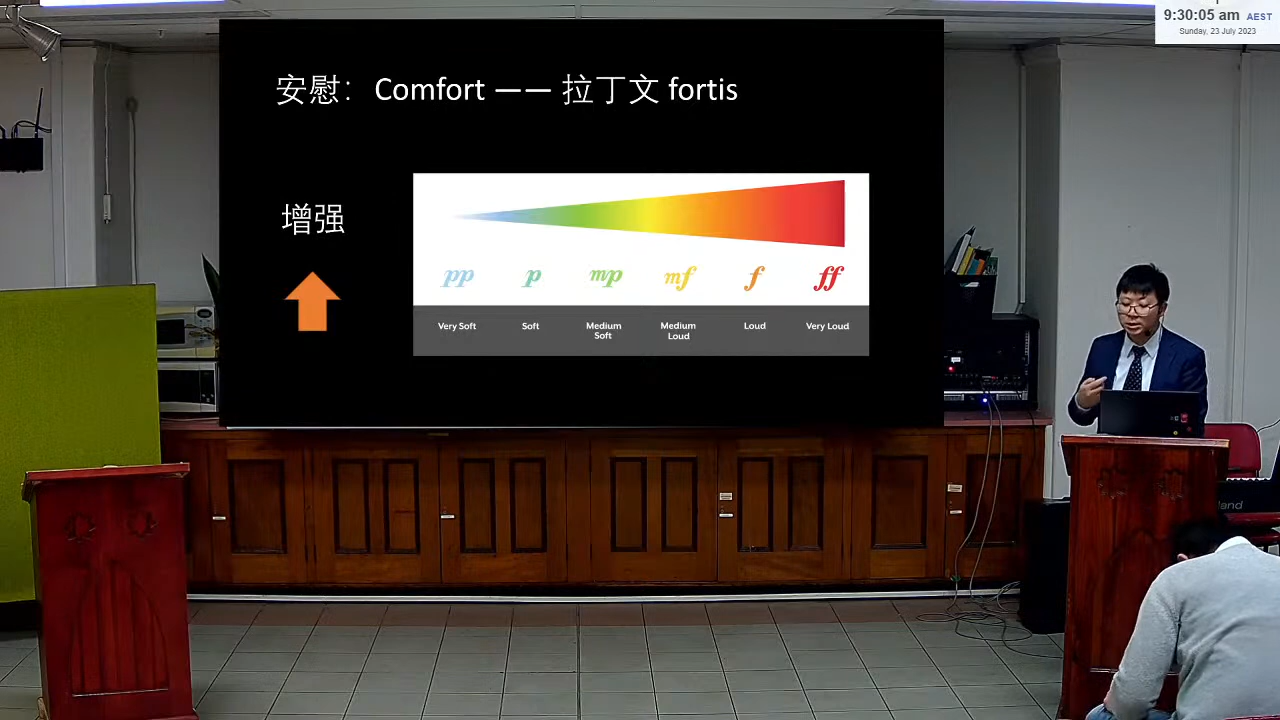 9:30:05 am AEST
Sunday, 23 July 2023
安慰： Comfort —— 拉丁文 fortis
增强
pp p mp mf f ff
Very Soft Soft Medium Soft Medium Loud Loud Very Loud
land